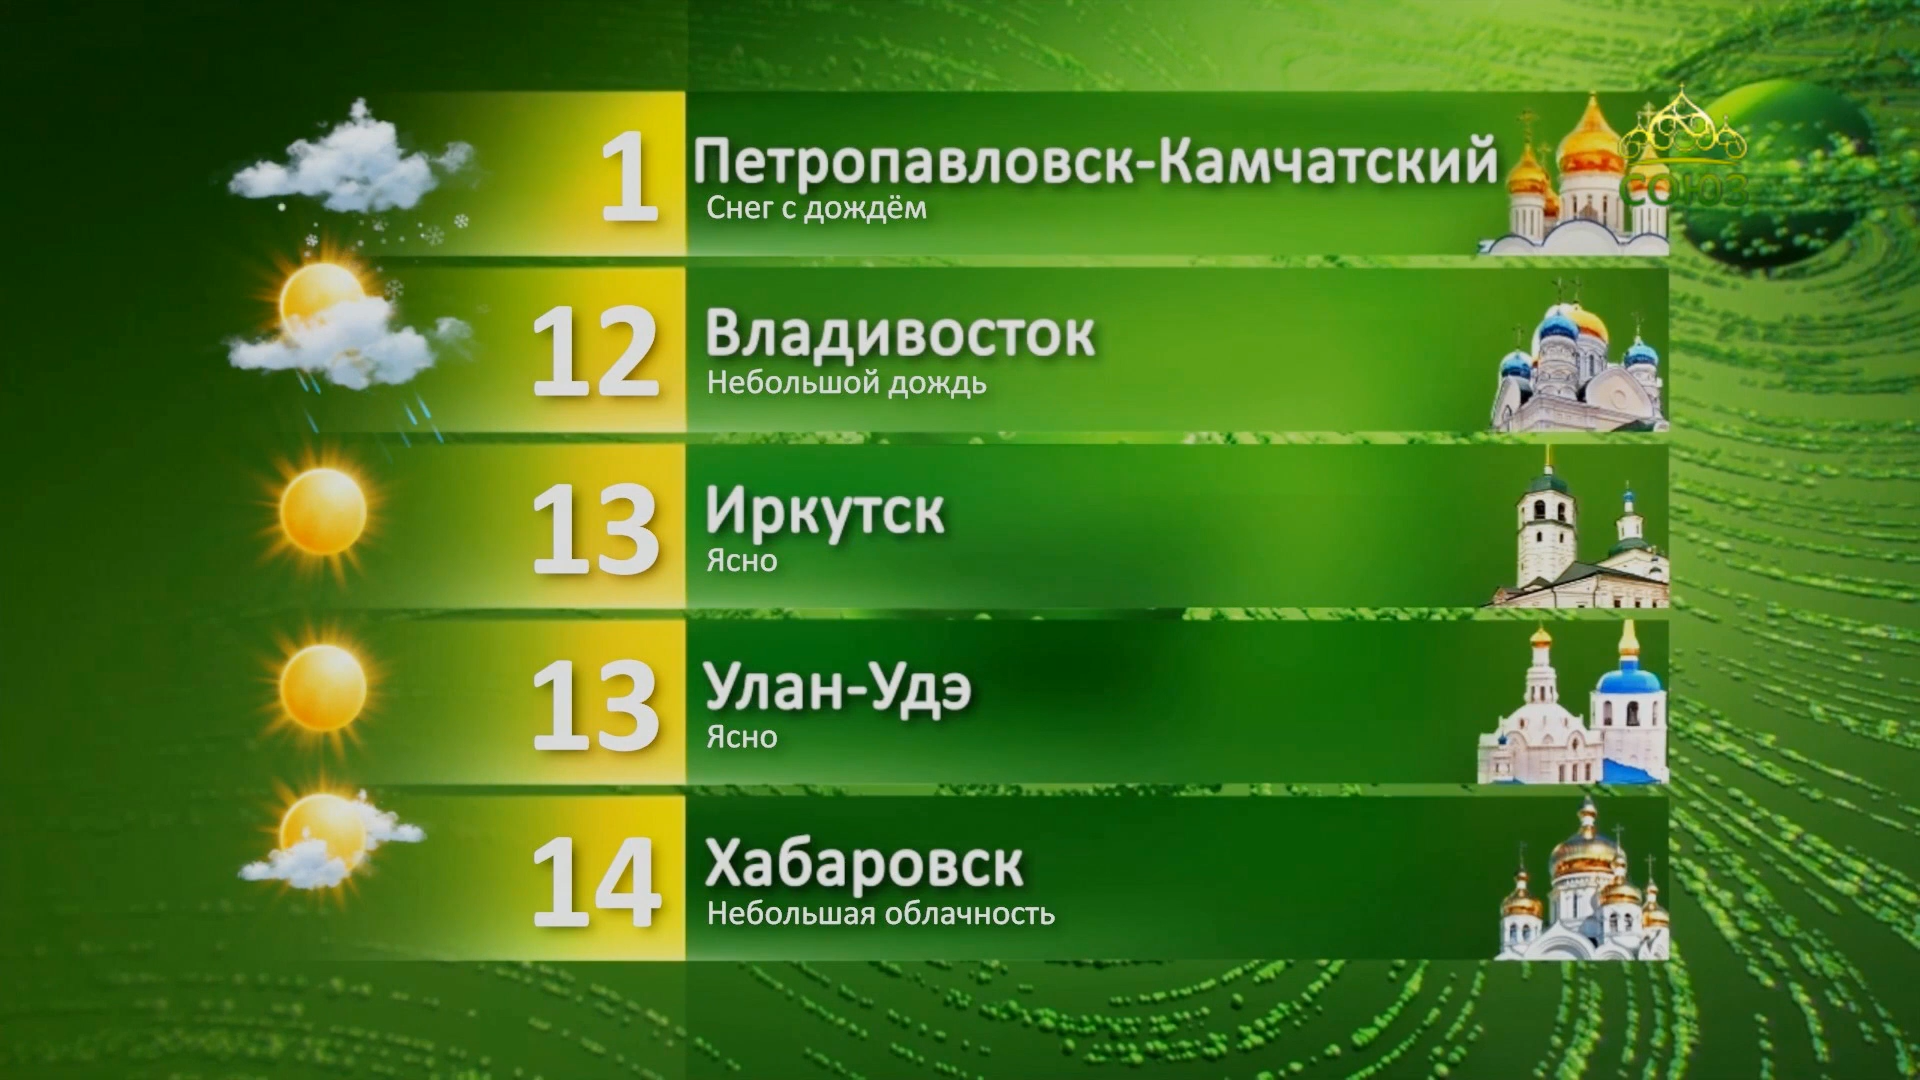 1
Петропавловск-Камчатский
Снег с дождём
СОЮЗ
12
Владивосток
Небольшой дождь
13
Иркутск
Ясно
13
Улан-Удэ
Ясно
14
Хабаровск
Небольшая облачность